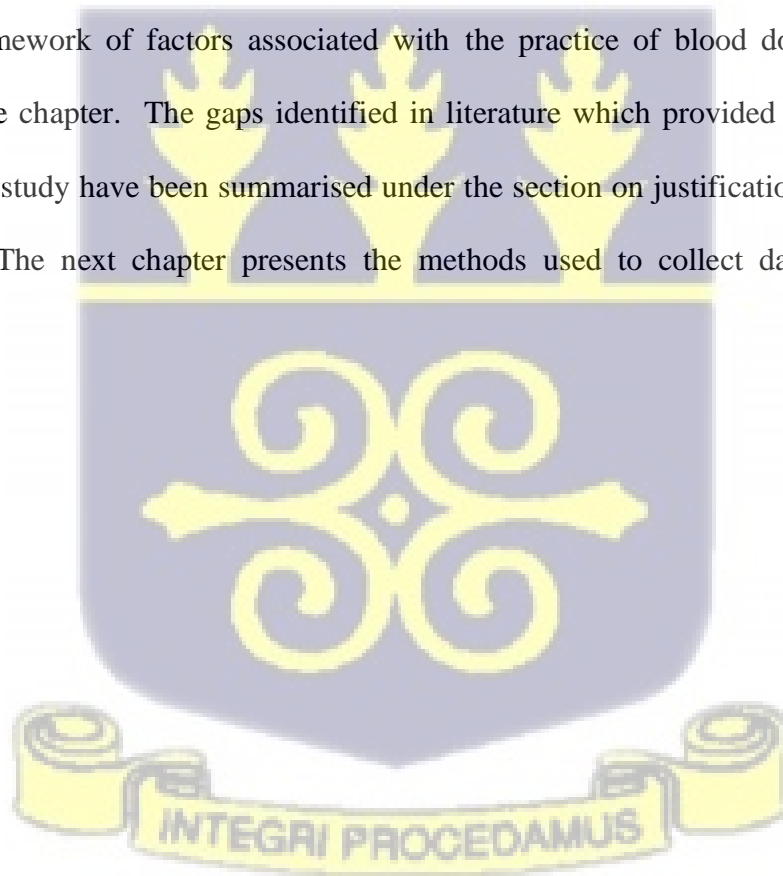 mework of factors associated with the practice of blood do
e chapter. The gaps identified in literature which provided
study have been summarised under the section on justificatio
The next chapter presents the methods used to collect da
INTEGRI PROCEDAMUS